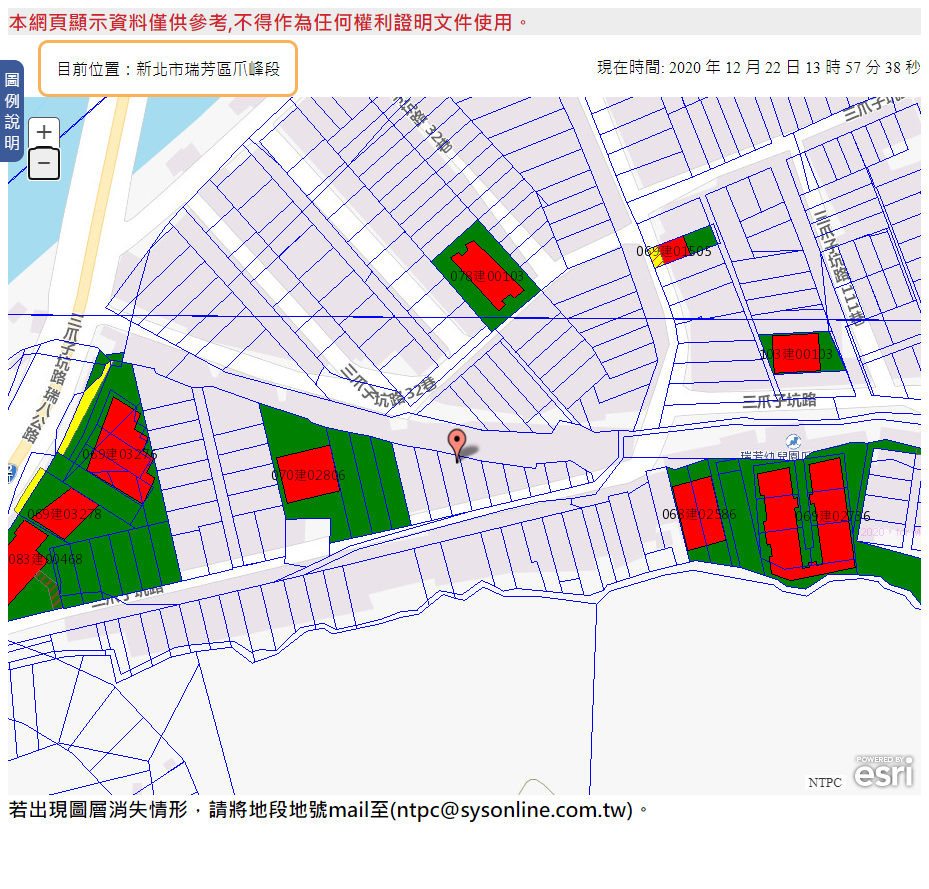 本網頁顯示資料僅供參考,不得作為任何權利證明文件使用。
目前位置：新北市瑞芳區爪峰段
現在時間: 2020 年 12 月 22 日 13 時 57 分 38 秒
圖例說明
+
−
三爪子坑路 32巷
三爪子坑路
069建01505
三爪子坑路 111巷
078建00103
103建00103
三爪子坑路 瑞八公路
三爪子坑路 32巷
三爪子坑路
瑞芳幼兒園爪
069建03276
070建02806
069建03278
068建02586
069建02756
083建00468
三爪子坑路
NTPC
POWERED BY
esri
若出現圖層消失情形，請將地段地號mail至(ntpc@sysonline.com.tw)。